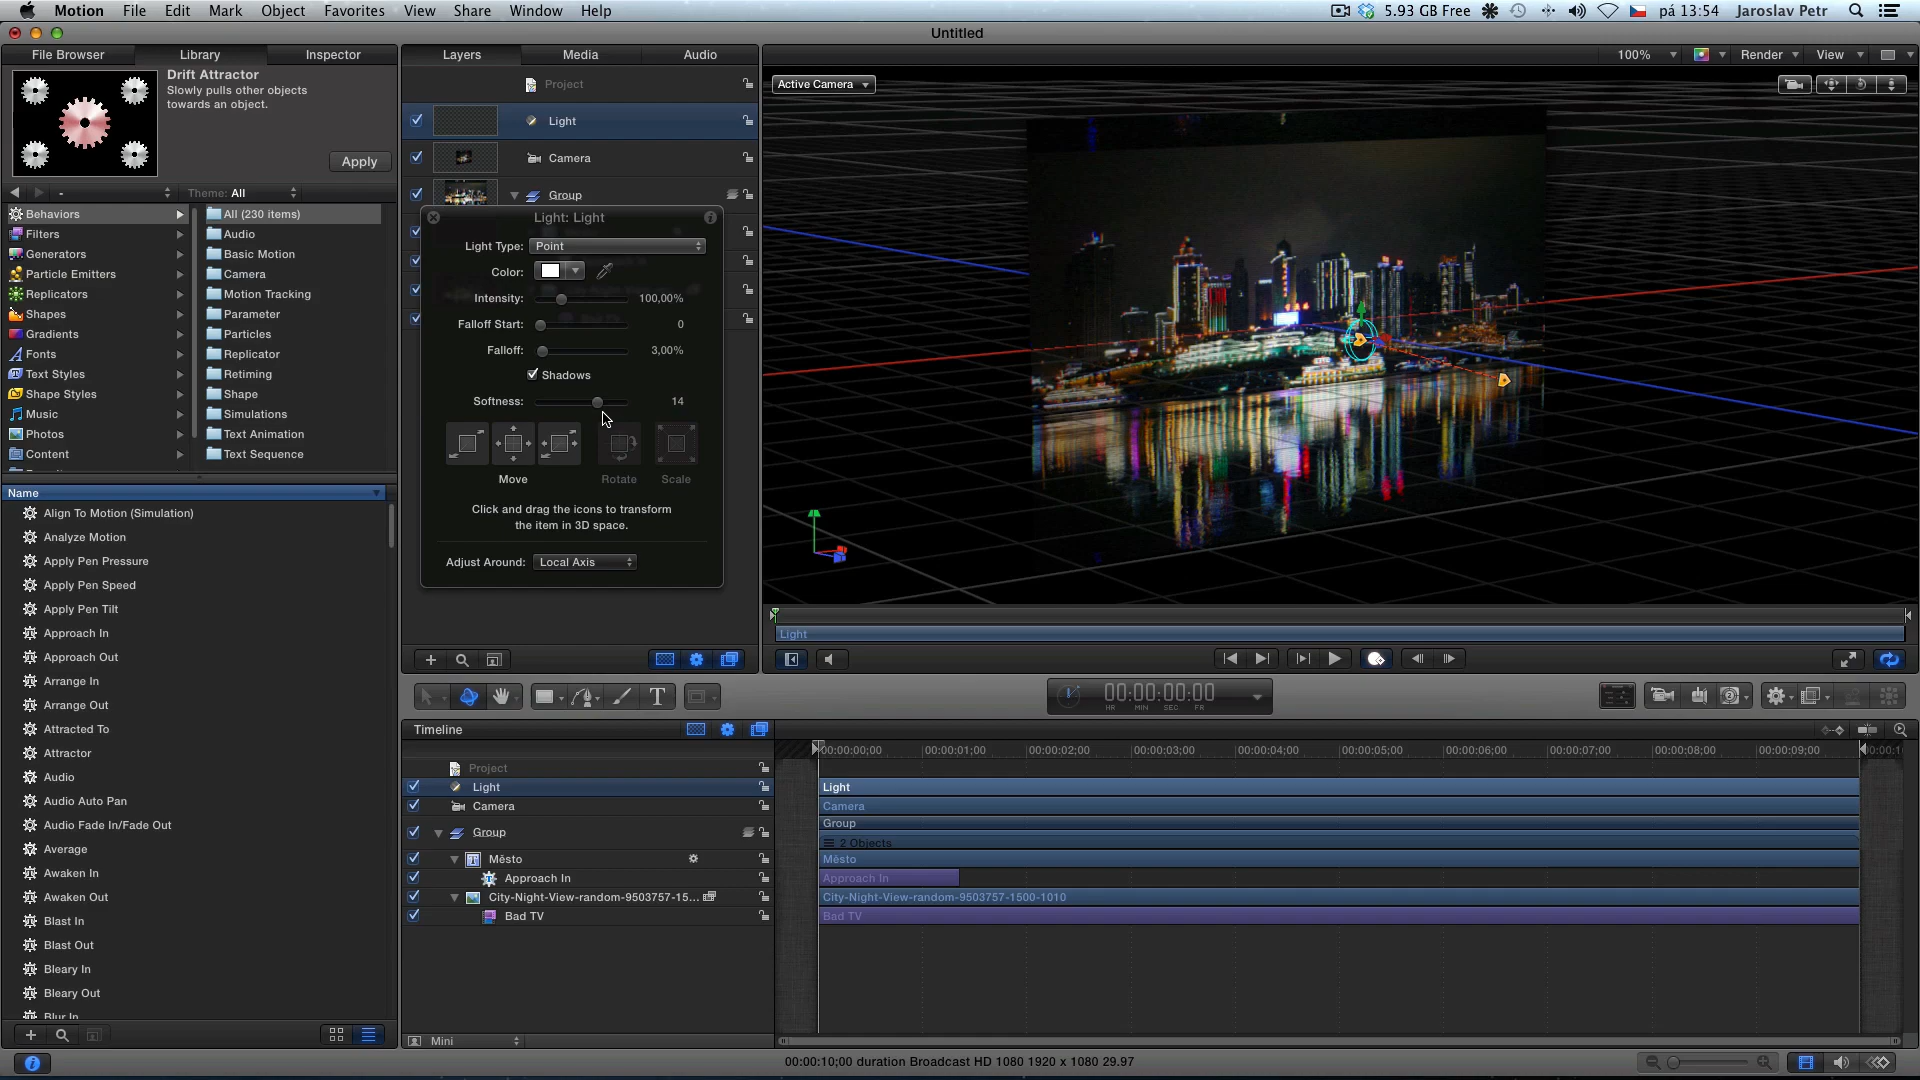 Motion File Edit Mark Object Favorites View Share Window Help 5.93 GB Free pá 13:54 Jaroslav Petr
Untitled
File Browser Library Inspector
Drift Attractor
Slowly pulls other objects
towards an object.
Apply
- Theme: All
Behaviors
Filters
Generators
Particle Emitters
Replicators
Shapes
Gradients
Fonts
Text Styles
Shape Styles
Music
Photos
Content
All (230 items)
Audio
Basic Motion
Camera
Motion Tracking
Parameter
Particles
Replicator
Retiming
Shape
Simulations
Text Animation
Text Sequence
Name
Align To Motion (Simulation)
Analyze Motion
Apply Pen Pressure
Apply Pen Speed
Apply Pen Tilt
Approach In
Approach Out
Arrange In
Arrange Out
Attracted To
Attractor
Audio
Audio Auto Pan
Audio Fade In/Fade Out
Average
Awaken In
Awaken Out
Blast In
Blast Out
Bleary In
Bleary Out
Blur In
Layers Media Audio
Project
Light
Camera
Group
Light: Light
Light Type: Point
Color:
Intensity: 100,00%
Falloff Start: 0
Falloff: 3,00%
Shadows
Softness: 14
Move Rotate Scale
Click and drag the icons to transform
the item in 3D space.
Adjust Around: Local Axis
100% Render View
Active Camera
Light
T 00:00:00:00
HR MIN SEC FR
Timeline
00:00:00;00 00:00:01;00 00:00:02;00 00:00:03;00 00:00:04;00 00:00:05;00 00:00:06;00 00:00:07;00 00:00:08;00 00:00:09;00
Project
Light
Camera
Group
Město
Approach In
City-Night-View-random-9503757-15...
Bad TV
Light
Camera
Group
2 Objects
Město
Approach In
City-Night-View-random-9503757-1500-1010
Bad TV
Mini
00:00:10;00 duration Broadcast HD 1080 1920 x 1080 29.97